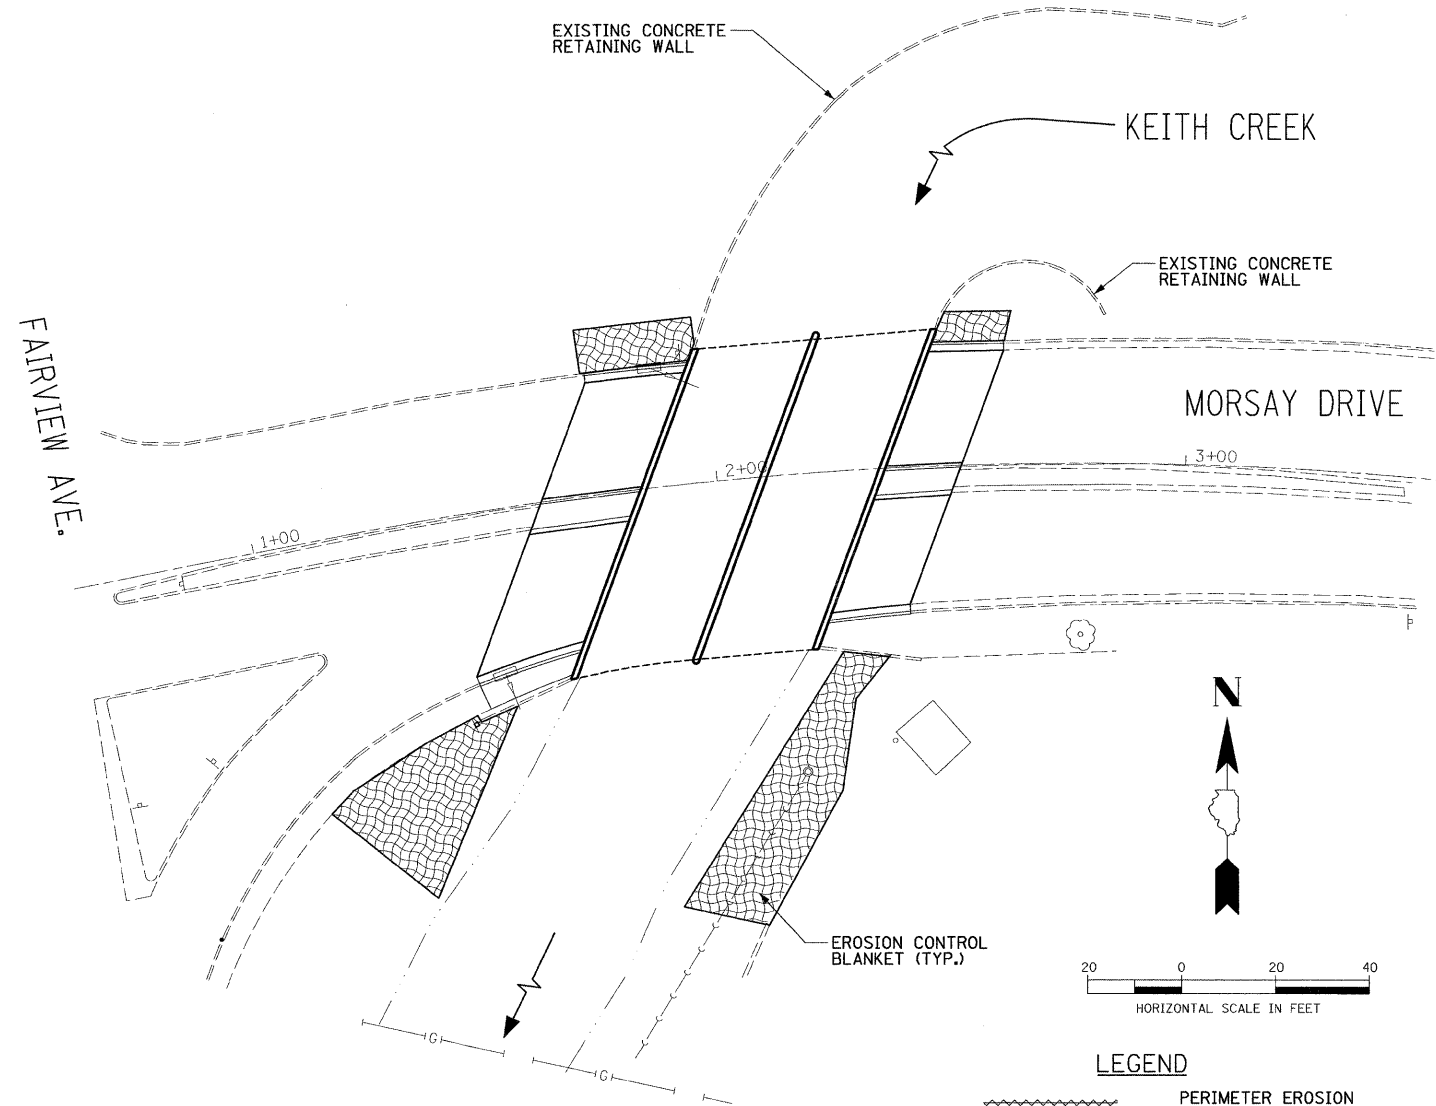 EXISTING CONCRETE
RETAINING WALL
KEITH CREEK
EXISTING CONCRETE
RETAINING WALL
FAIRVIEW AVE.
MORSAY DRIVE
1+00
2+00
3+00
N
EROSION CONTROL
BLANKET (TYP.)
20 0 20 40
HORIZONTAL SCALE IN FEET
G
G
LEGEND
PERIMETER EROSION